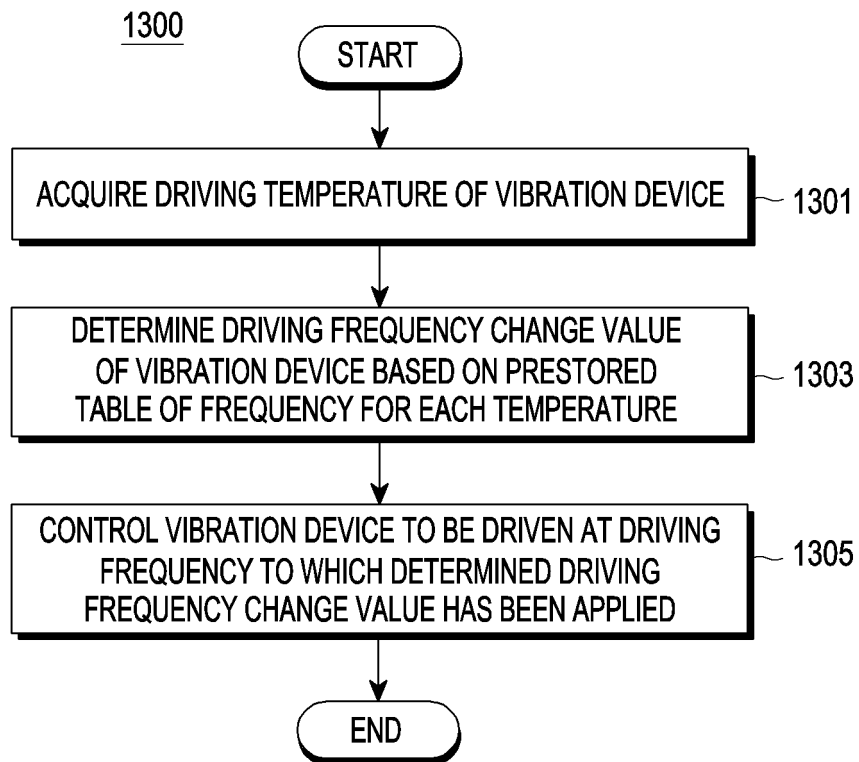 1300
START
ACQUIRE DRIVING TEMPERATURE OF VIBRATION DEVICE
1301
DETERMINE DRIVING FREQUENCY CHANGE VALUE
OF VIBRATION DEVICE BASED ON PRESTORED
TABLE OF FREQUENCY FOR EACH TEMPERATURE
1303
CONTROL VIBRATION DEVICE TO BE DRIVEN AT DRIVING
FREQUENCY TO WHICH DETERMINED DRIVING
FREQUENCY CHANGE VALUE HAS BEEN APPLIED
1305
END